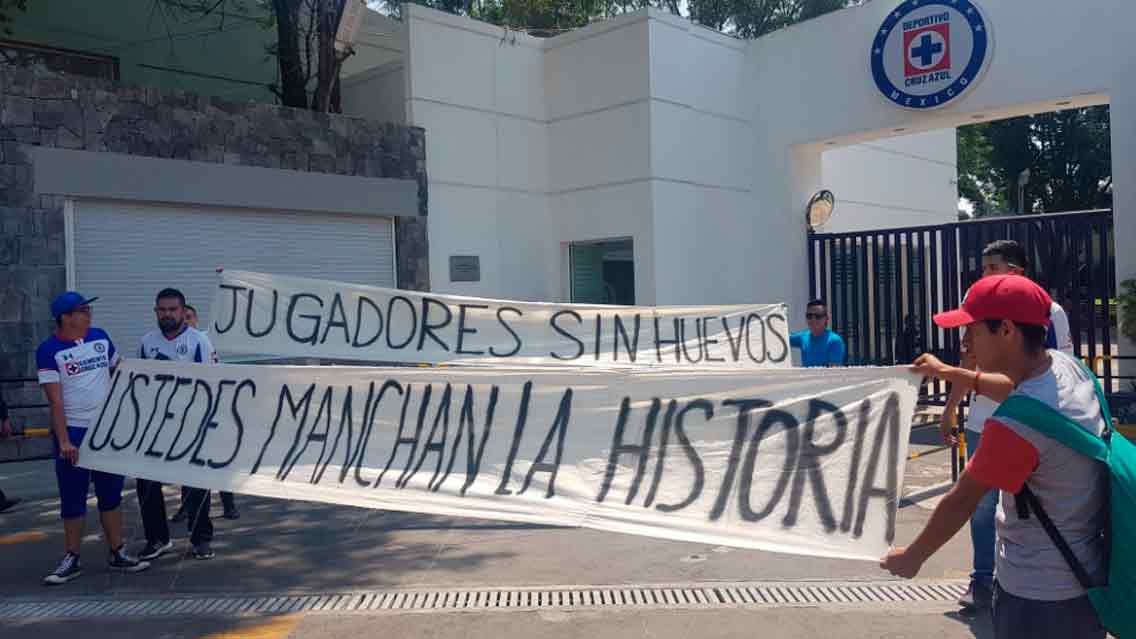 DEPORTIVO
CRUZ AZUL
MEXICO
JUGADORES SIN HUEVOS
USTEDES MANCHAN LA HISTORIA